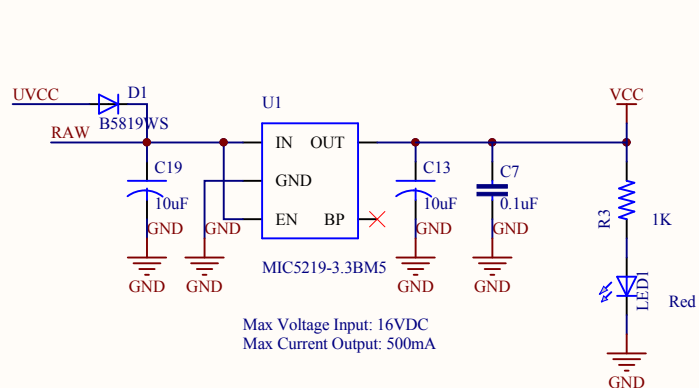 UVCC
D1
B5819WS
RAW
C19
10uF
GND
GND
GND
GND
U1
IN
OUT
GND
EN
BP
MIC5219-3.3BM5
C13
10uF
GND
GND
C7
0.1uF
GND
GND
VCC
R3
1K
LED1
Red
GND
Max Voltage Input: 16VDC
Max Current Output: 500mA